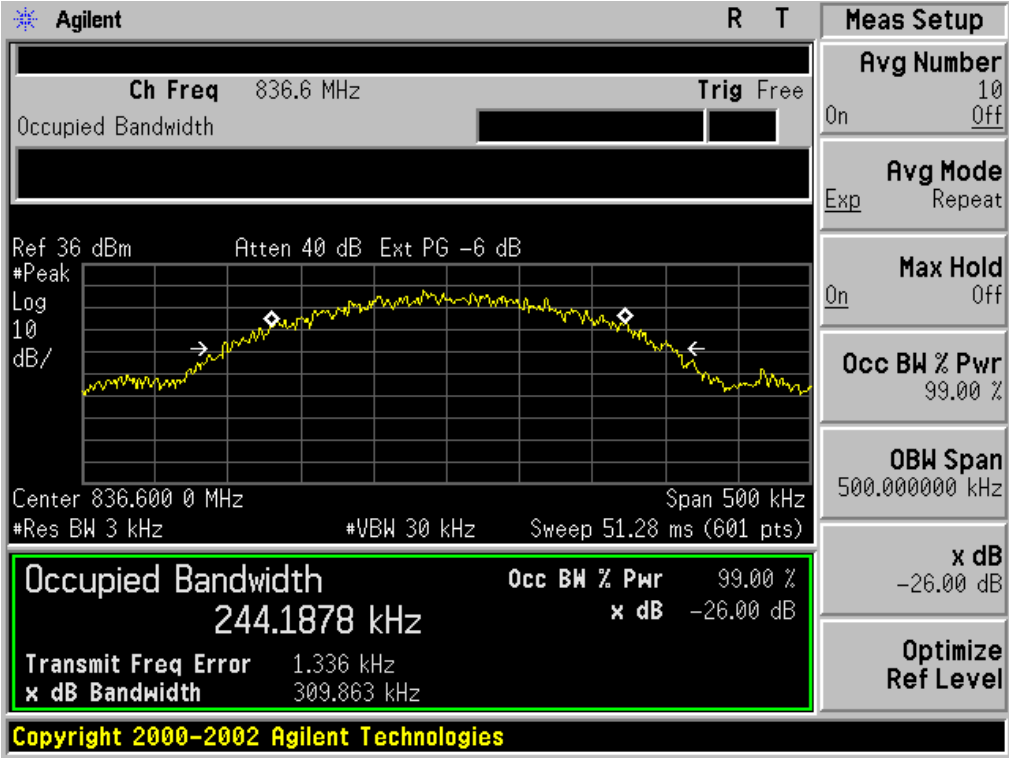 Agilent R T
Ch Freq 836.6 MHz Trig Free
Occupied Bandwidth
Ref 36 dBm Atten 40 dB Ext PG -6 dB
#Peak
Log
10
dB/
Center 836.600 0 MHz Span 500 kHz
#Res BW 3 kHz #VBW 30 kHz Sweep 51.28 ms (601 pts)
Occupied Bandwidth
244.1878 kHz
Occ BW % Pwr 99.00 %
x dB -26.00 dB
Transmit Freq Error 1.336 kHz
x dB Bandwidth 309.863 kHz
Copyright 2000-2002 Agilent Technologies
Meas Setup
Avg Number
10
On Off
Avg Mode
Exp Repeat
Max Hold
On Off
Occ BW % Pwr
99.00 %
OBW Span
500.000000 kHz
x dB
-26.00 dB
Optimize
Ref Level